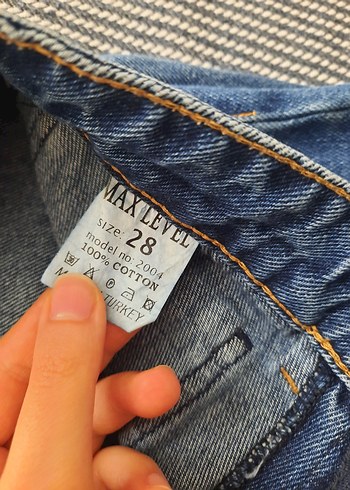 MAX LEVEL
SIZE: 28
model no: 2004
100% COTTON
TURKEY